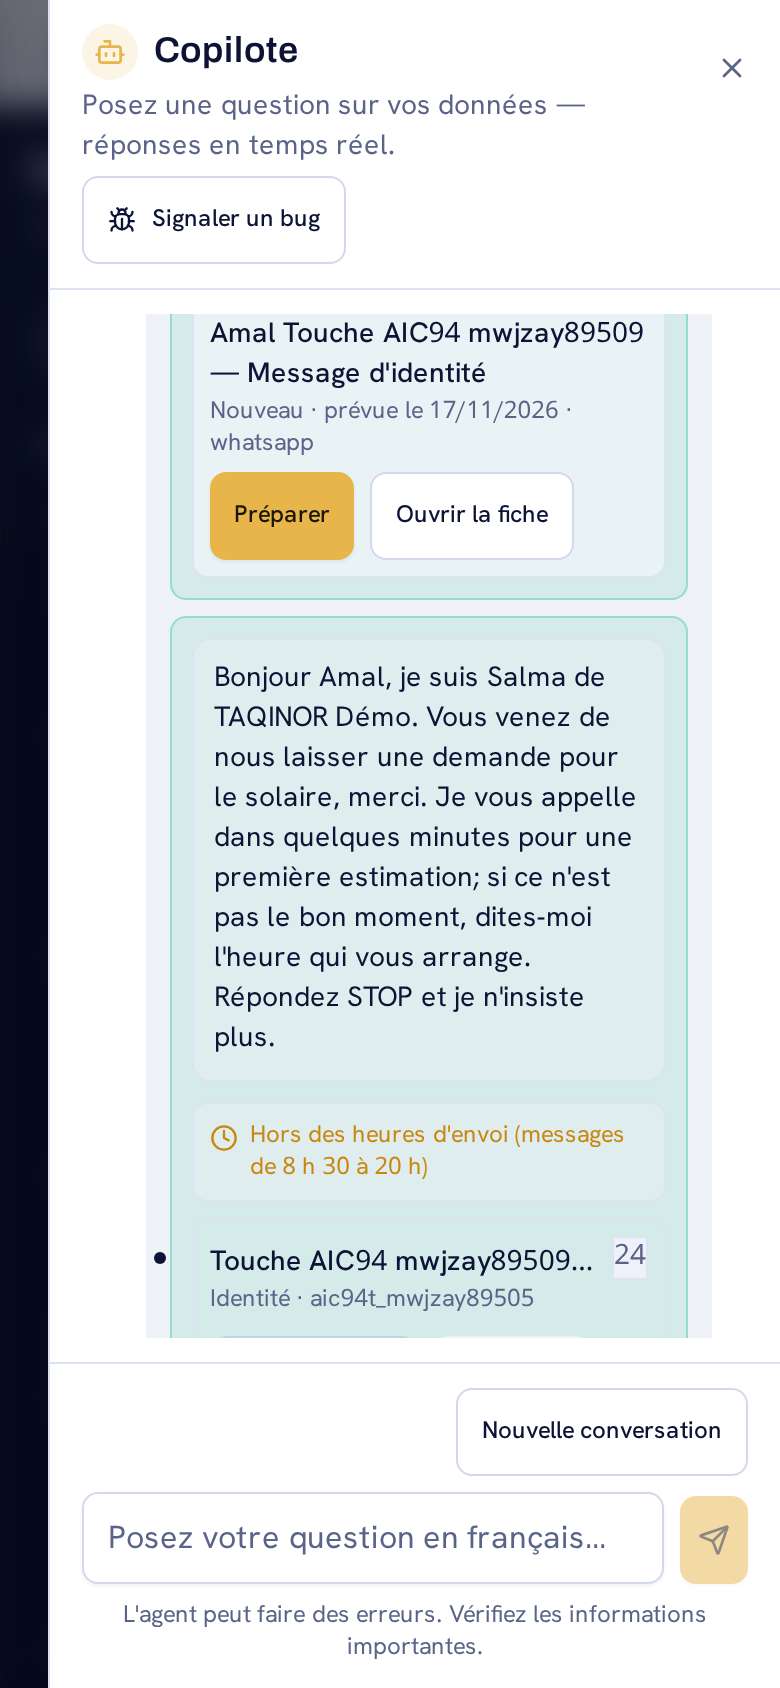 Copilote
Posez une question sur vos données —
réponses en temps réel.
Signaler un bug
Amal Touche AIC94 mwjzay89509
— Message d'identité
Nouveau · prévue le 17/11/2026 ·
whatsapp
Préparer
Ouvrir la fiche
Bonjour Amal, je suis Salma de
TAQINOR Démo. Vous venez de
nous laisser une demande pour
le solaire, merci. Je vous appelle
dans quelques minutes pour une
première estimation; si ce n'est
pas le bon moment, dites-moi
l'heure qui vous arrange.
Répondez STOP et je n'insiste
plus.
Hors des heures d'envoi (messages
de 8 h 30 à 20 h)
Touche AIC94 mwjzay89509... 24
Identité · aic94t_mwjzay89505
Nouvelle conversation
Posez votre question en français...
L'agent peut faire des erreurs. Vérifiez les informations
importantes.